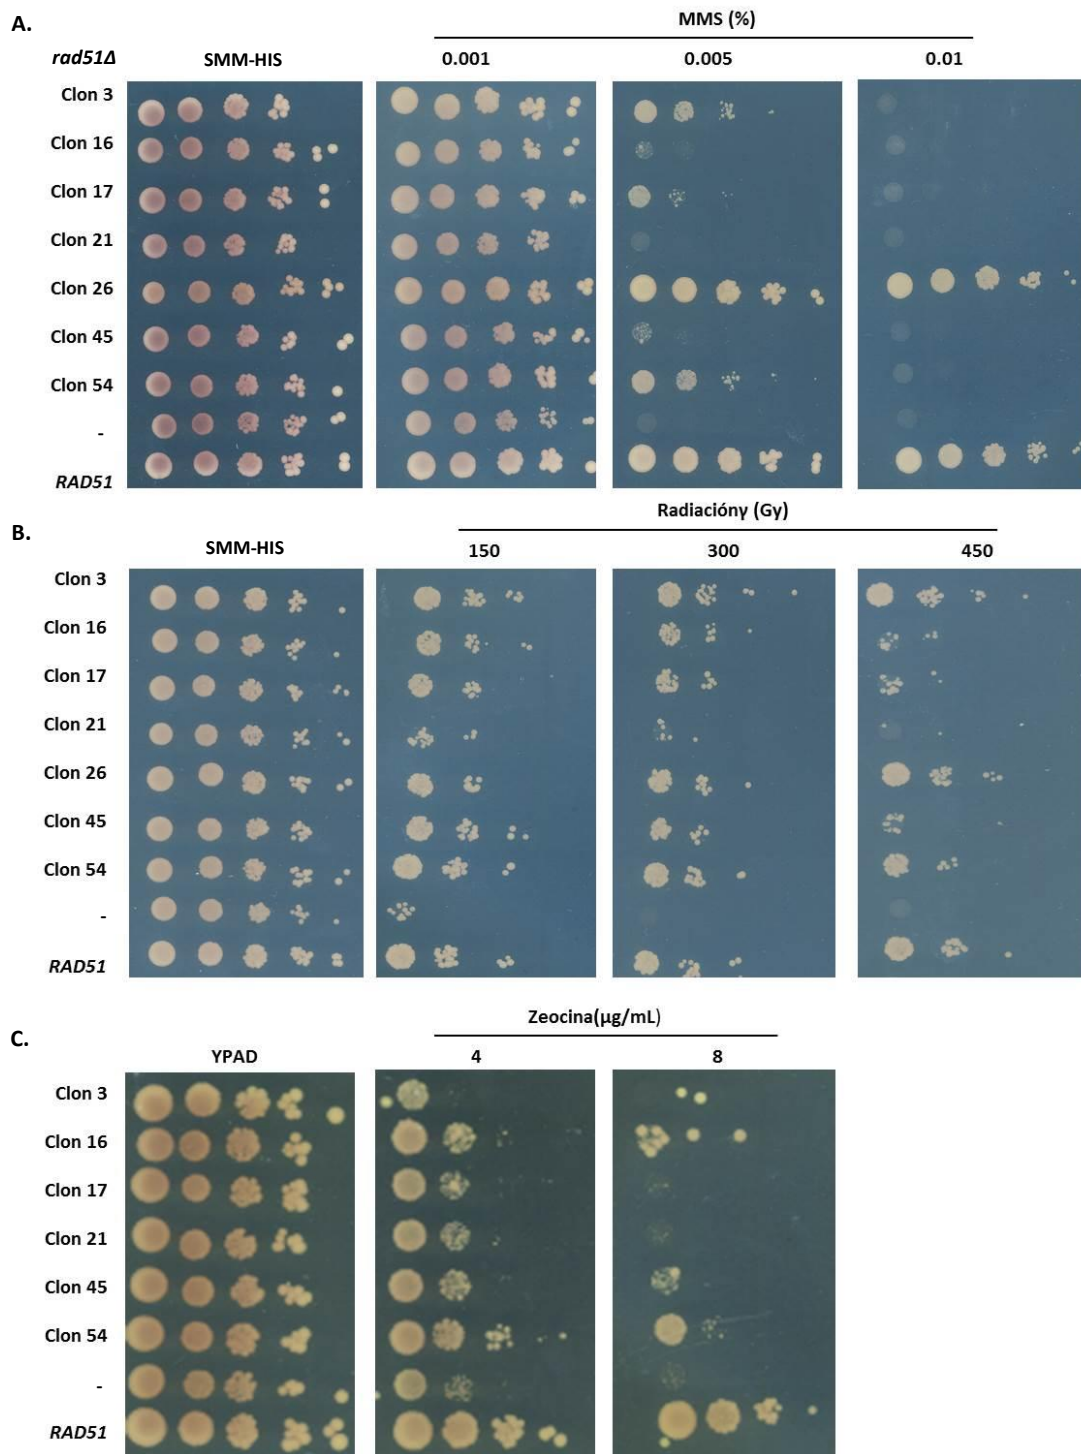 A.
MMS (%)
rad51Δ SMM-HIS 0.001 0.005 0.01
Clon 3
Clon 16
Clon 17
Clon 21
Clon 26
Clon 45
Clon 54
-
RAD51
B.
Radiacióny (Gy)
SMM-HIS 150 300 450
Clon 3
Clon 16
Clon 17
Clon 21
Clon 26
Clon 45
Clon 54
-
RAD51
C.
Zeocina(µg/mL)
YPAD 4 8
Clon 3
Clon 16
Clon 17
Clon 21
Clon 45
Clon 54
-
RAD51